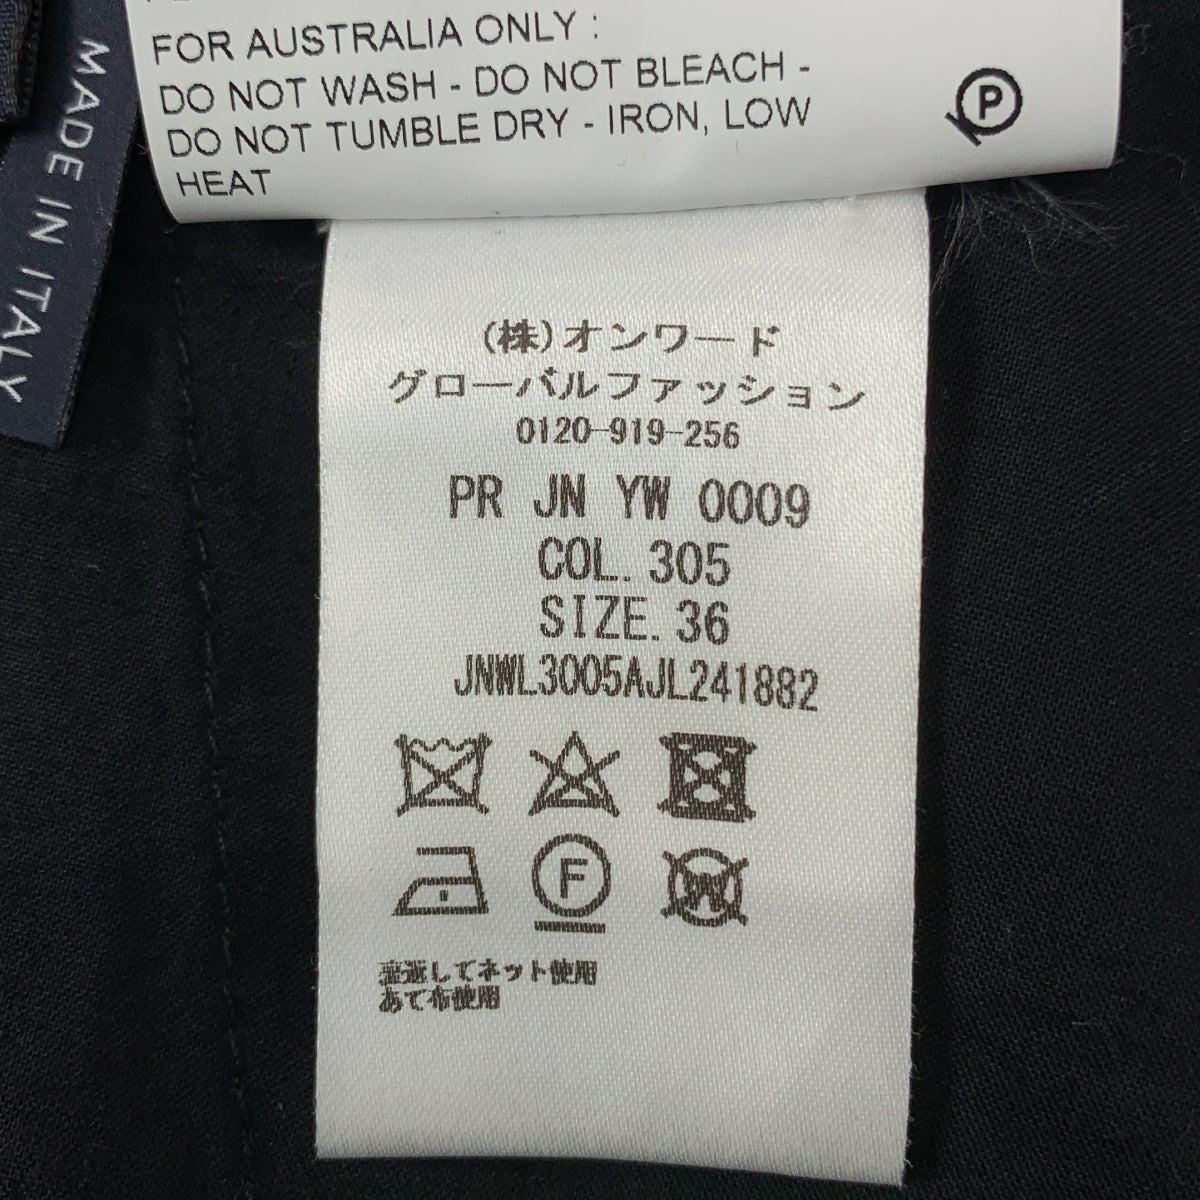 FOR AUSTRALIA ONLY :
DO NOT WASH - DO NOT BLEACH -
DO NOT TUMBLE DRY - IRON, LOW
HEAT
P
MADE IN ITALY
(株)オンワード
グローバルファッション
0120-919-256
PR JN YW 0009
COL. 305
SIZE. 36
JNWL3005AJL241882
F
W
裏返してネット使用
あて布使用